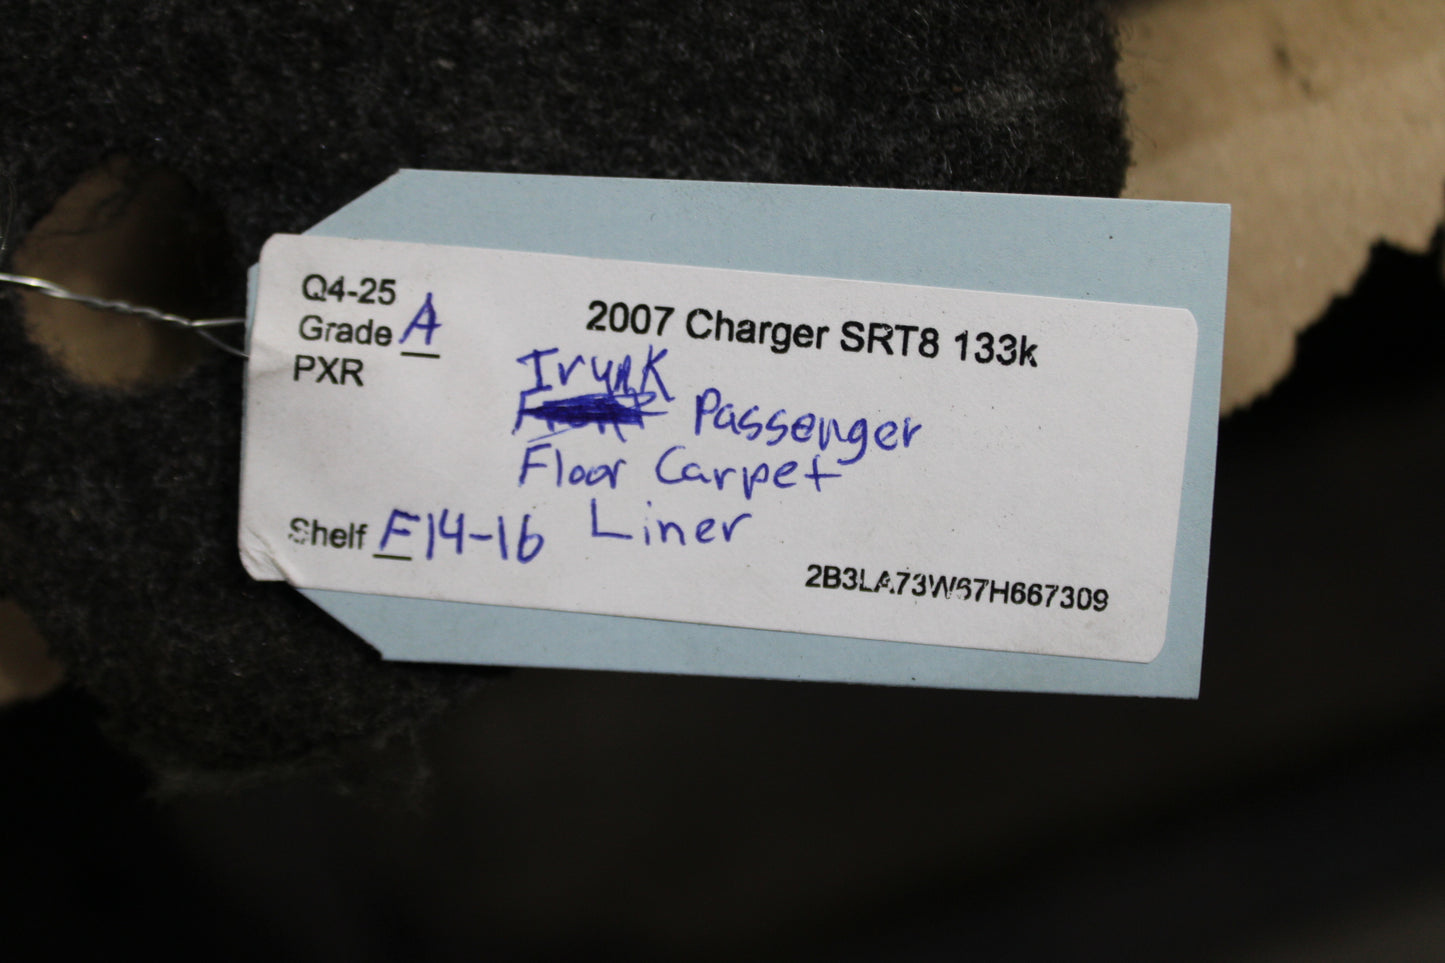 Q4-25
Grade A
PXR
2007 Charger SRT8 133k
Trunk
Passenger
Floor Carpet
Liner
Shelf F14-16
2B3LA73W67H667309